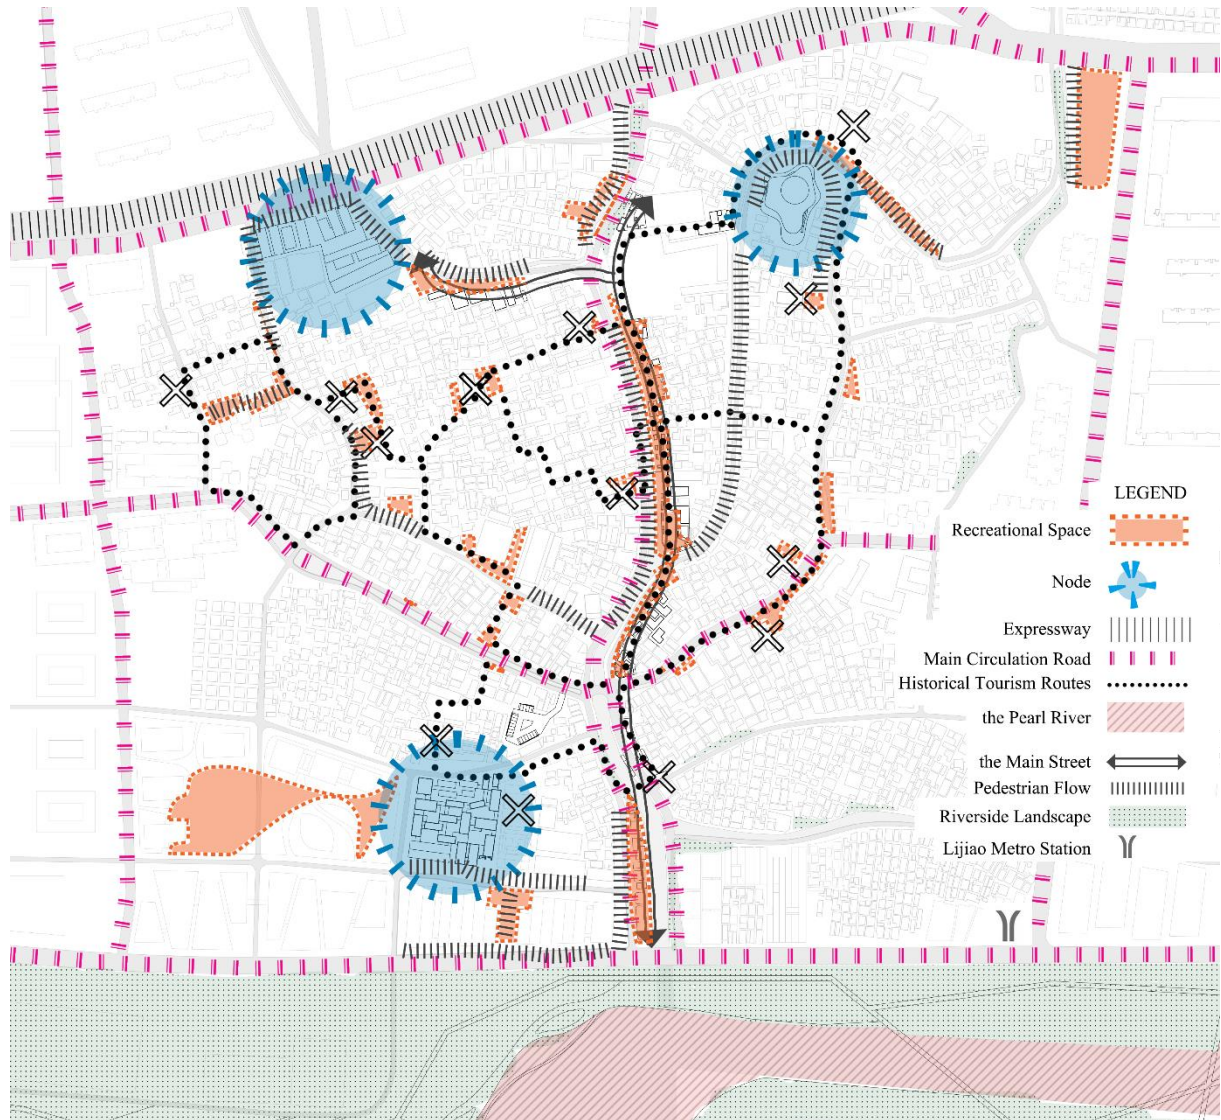 LEGEND
Recreational Space
Node
Expressway
Main Circulation Road
Historical Tourism Routes
the Pearl River
the Main Street
Pedestrian Flow
Riverside Landscape
Lijiao Metro Station